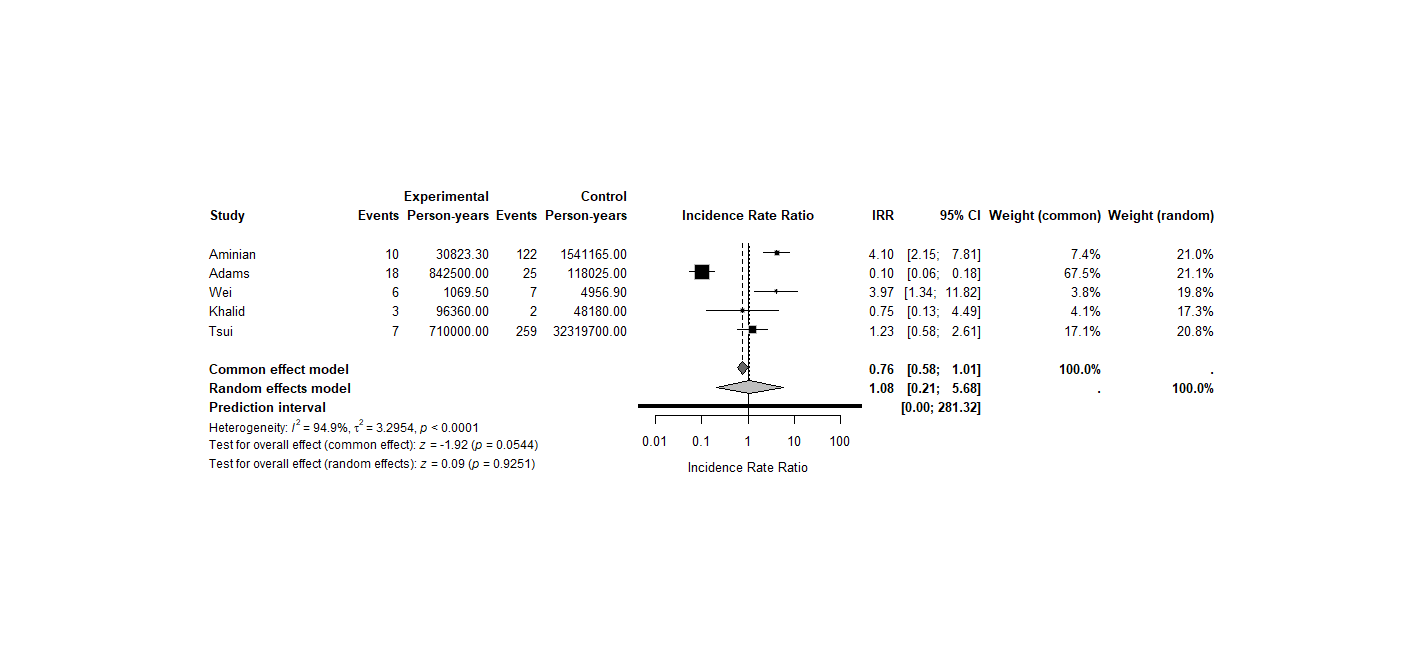 Experimental Control
Study Events Person-years Events Person-years Incidence Rate Ratio IRR 95% CI Weight (common) Weight (random)
Aminian 10 30823.30 122 1541165.00 4.10 [2.15; 7.81] 7.4% 21.0%
Adams 18 842500.00 25 118025.00 0.10 [0.06; 0.18] 67.5% 21.1%
Wei 6 1069.50 7 4956.90 3.97 [1.34; 11.82] 3.8% 19.8%
Khalid 3 96360.00 2 48180.00 0.75 [0.13; 4.49] 4.1% 17.3%
Tsui 7 710000.00 259 32319700.00 1.23 [0.58; 2.61] 17.1% 20.8%
Common effect model 0.76 [0.58; 1.01] 100.0% .
Random effects model 1.08 [0.21; 5.68] . 100.0%
Prediction interval [0.00; 281.32]
Heterogeneity: I² = 94.9%, τ² = 3.2954, p < 0.0001
Test for overall effect (common effect): z = -1.92 (p = 0.0544) 0.01 0.1 1 10 100
Test for overall effect (random effects): z = 0.09 (p = 0.9251) Incidence Rate Ratio